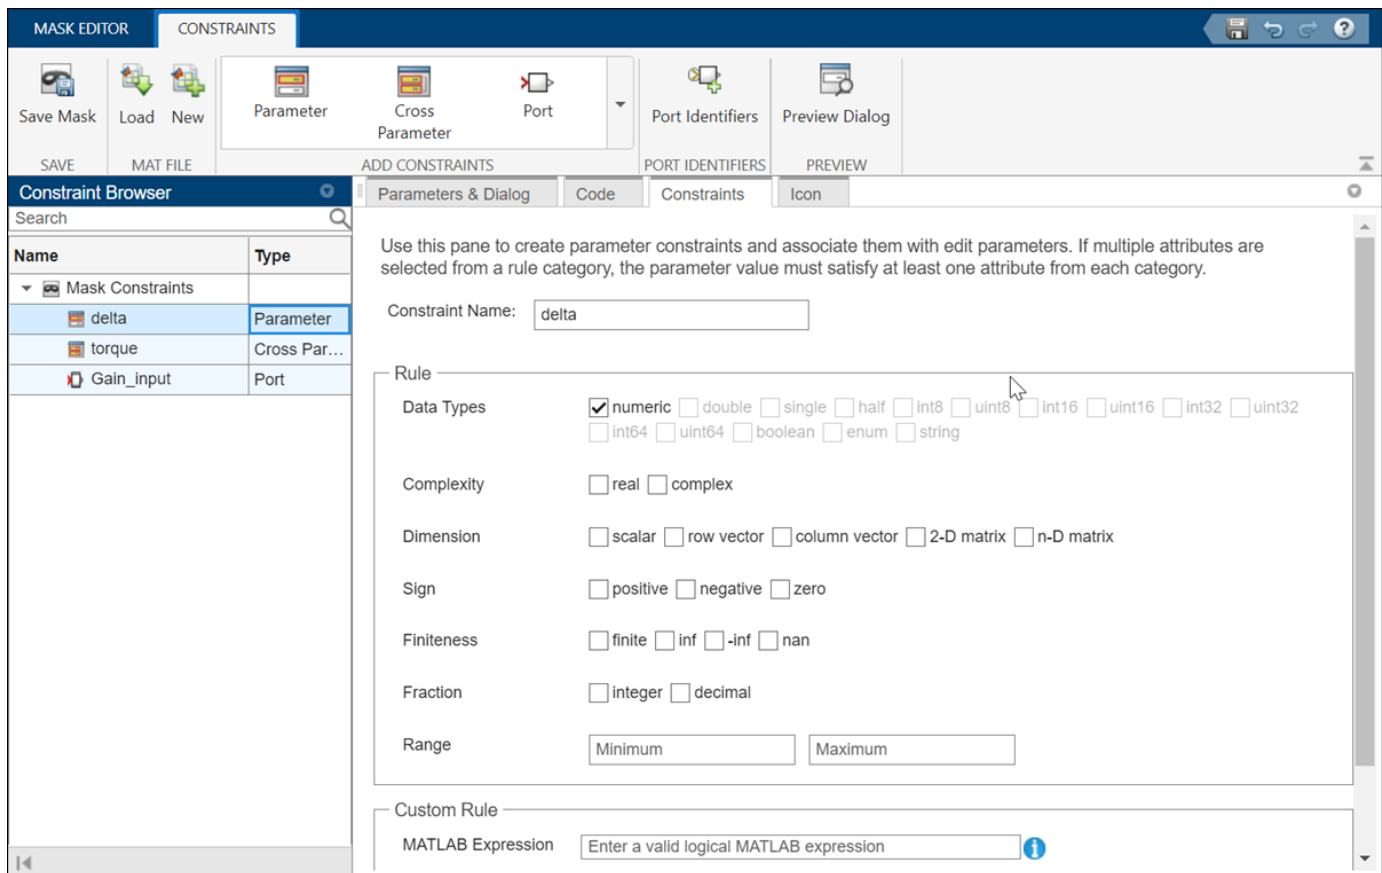 MASK EDITOR CONSTRAINTS
Save Mask Load New Parameter Cross Parameter Port Port Identifiers Preview Dialog
SAVE MAT FILE ADD CONSTRAINTS PORT IDENTIFIERS PREVIEW
Constraint Browser
Search
Name Type
Mask Constraints
delta Parameter
torque Cross Par...
Gain_input Port
Parameters & Dialog Code Constraints Icon
Use this pane to create parameter constraints and associate them with edit parameters. If multiple attributes are
selected from a rule category, the parameter value must satisfy at least one attribute from each category.
Constraint Name: delta
Rule
Data Types numeric double single half int8 uint8 int16 uint16 int32 uint32
int64 uint64 boolean enum string
Complexity real complex
Dimension scalar row vector column vector 2-D matrix n-D matrix
Sign positive negative zero
Finiteness finite inf -inf nan
Fraction integer decimal
Range Minimum Maximum
Custom Rule
MATLAB Expression Enter a valid logical MATLAB expression